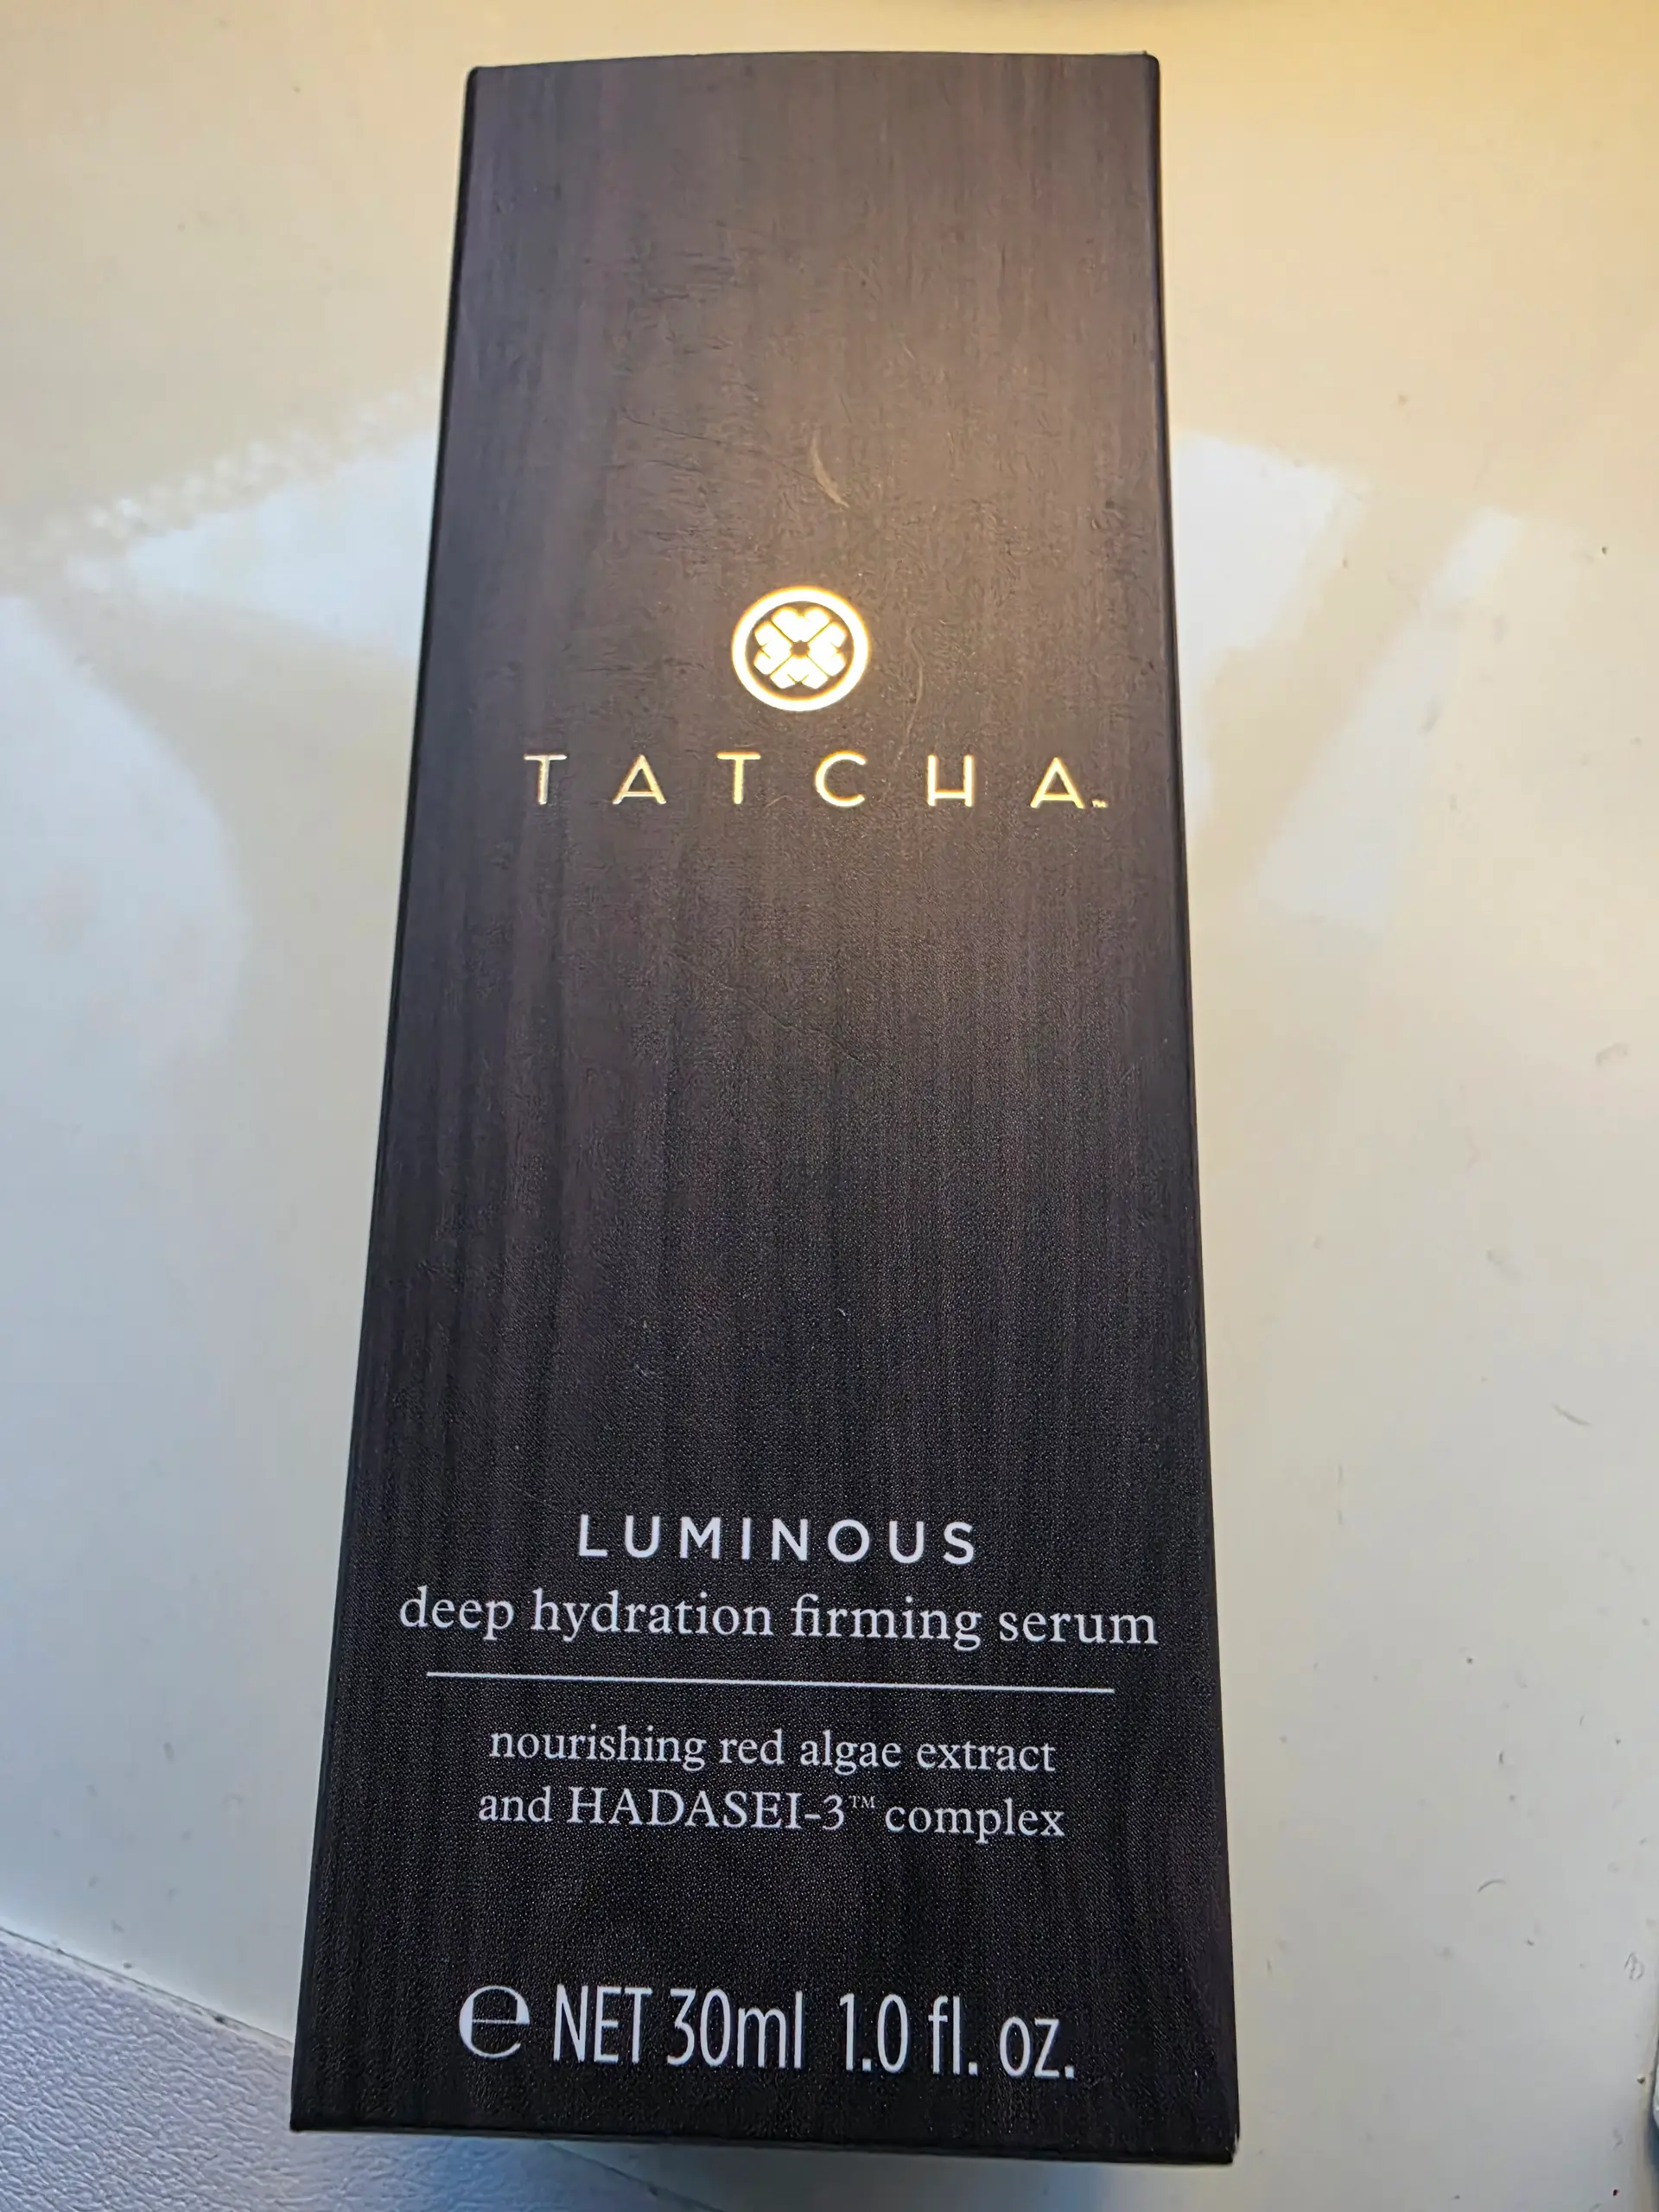 TATCHA™
LUMINOUS
deep hydration firming serum
nourishing red algae extract
and HADASEI-3™ complex
℮ NET 30ml 1.0 fl. oz.